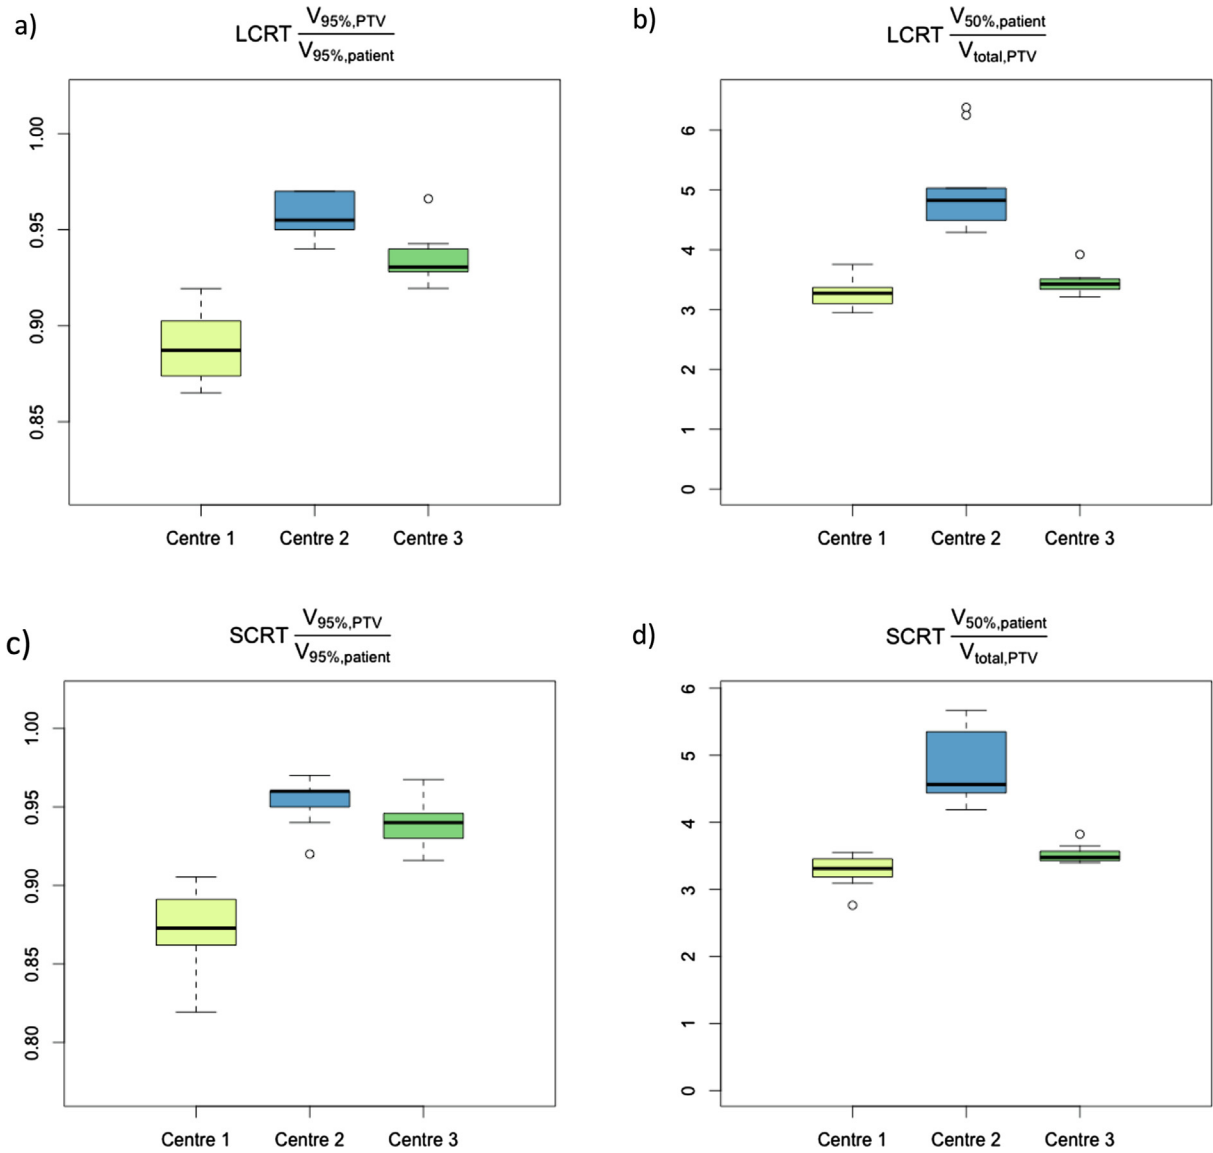 a)
LCRT V95%,PTV
V95%,patient
1.00
0.95
0.90
0.85
Centre 1 Centre 2 Centre 3
b)
LCRT V50%,patient
Vtotal,PTV
6
5
4
3
2
1
0
Centre 1 Centre 2 Centre 3
c)
SCRT V95%,PTV
V95%,patient
1.00
0.95
0.90
0.85
0.80
Centre 1 Centre 2 Centre 3
d)
SCRT V50%,patient
Vtotal,PTV
6
5
4
3
2
1
0
Centre 1 Centre 2 Centre 3